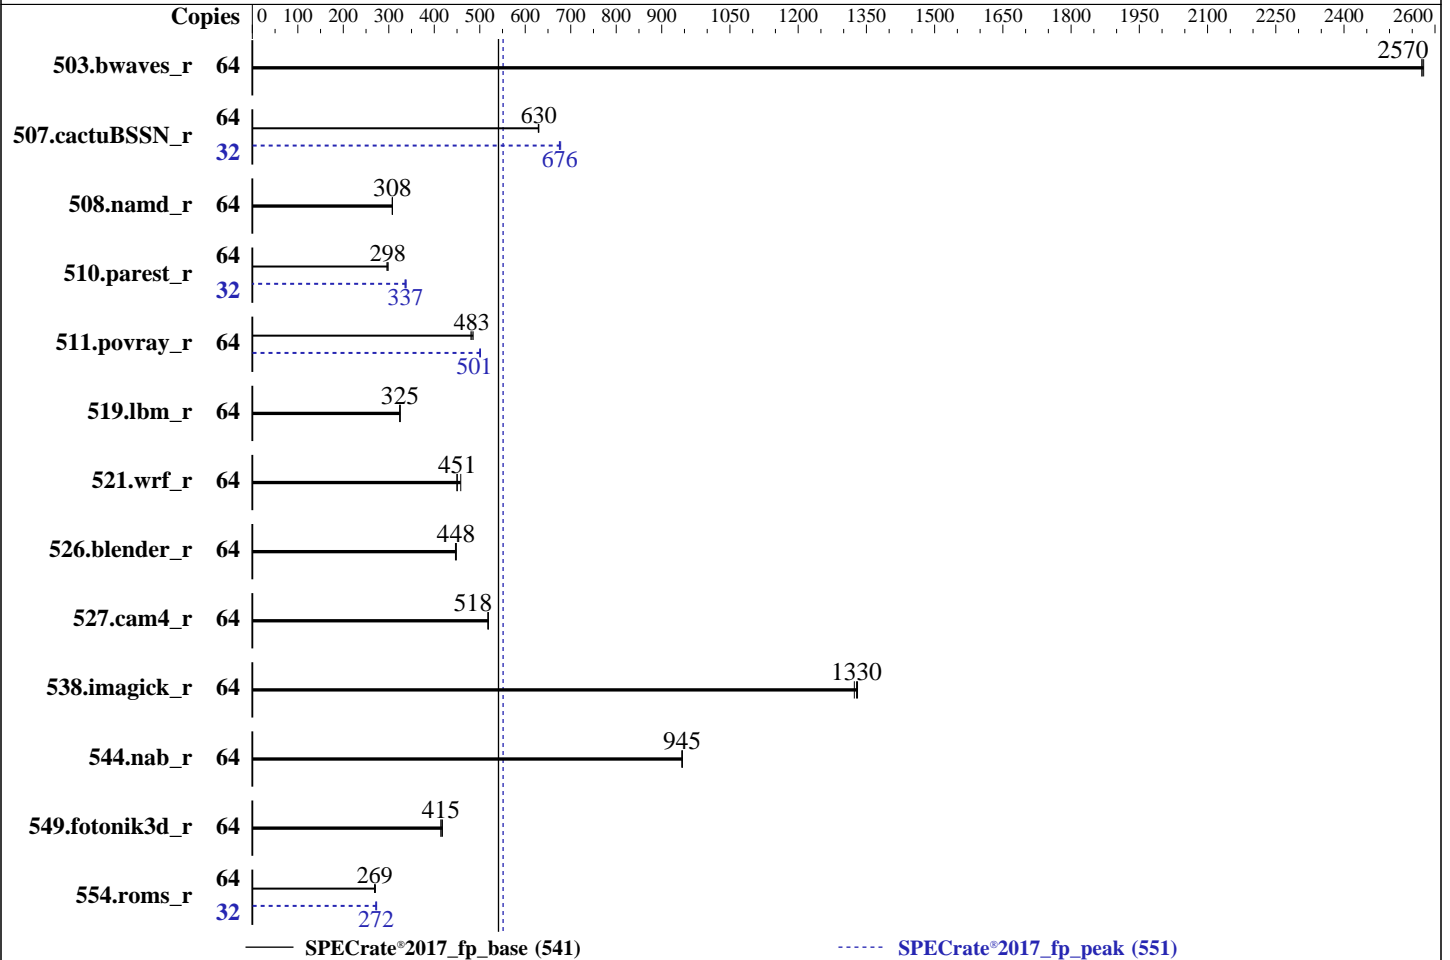 Copies 0 100 200 300 400 500 600 700 800 900 1050 1200 1350 1500 1650 1800 1950 2100 2250 2400 2600
503.bwaves_r 64 2570
507.cactuBSSN_r 64 630
32 676
508.namd_r 64 308
510.parest_r 64 298
32 337
511.povray_r 64 483
501
519.lbm_r 64 325
521.wrf_r 64 451
526.blender_r 64 448
527.cam4_r 64 518
538.imagick_r 64 1330
544.nab_r 64 945
549.fotonik3d_r 64 415
554.roms_r 64 269
32 272
SPECrate®2017_fp_base (541) SPECrate®2017_fp_peak (551)